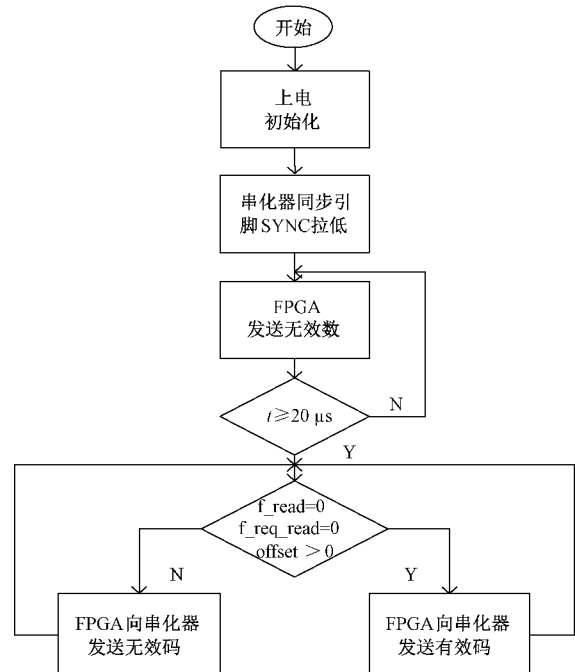 开始
上电
初始化
串化器同步引
脚SYNC拉低
FPGA
发送无效数
t≥20 μs
N
Y
f_read=0
f_req_read=0
offset > 0
N
Y
FPGA向串化器
发送无效码
FPGA向串化器
发送有效码